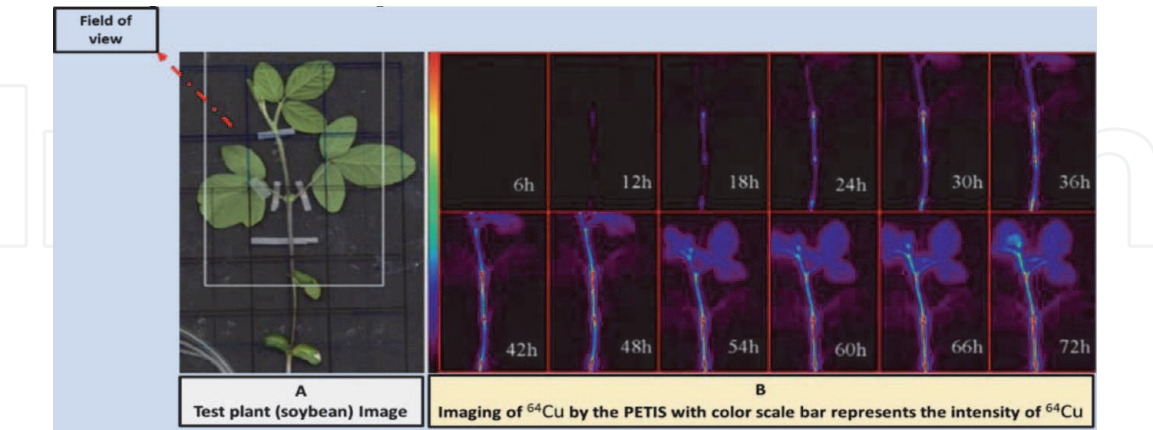 Field of
view
6h
12h
18h
24h
30h
36h
42h
48h
54h
60h
66h
72h
A
Test plant (soybean) Image
B
Imaging of ⁶⁴Cu by the PETIS with color scale bar represents the intensity of ⁶⁴Cu